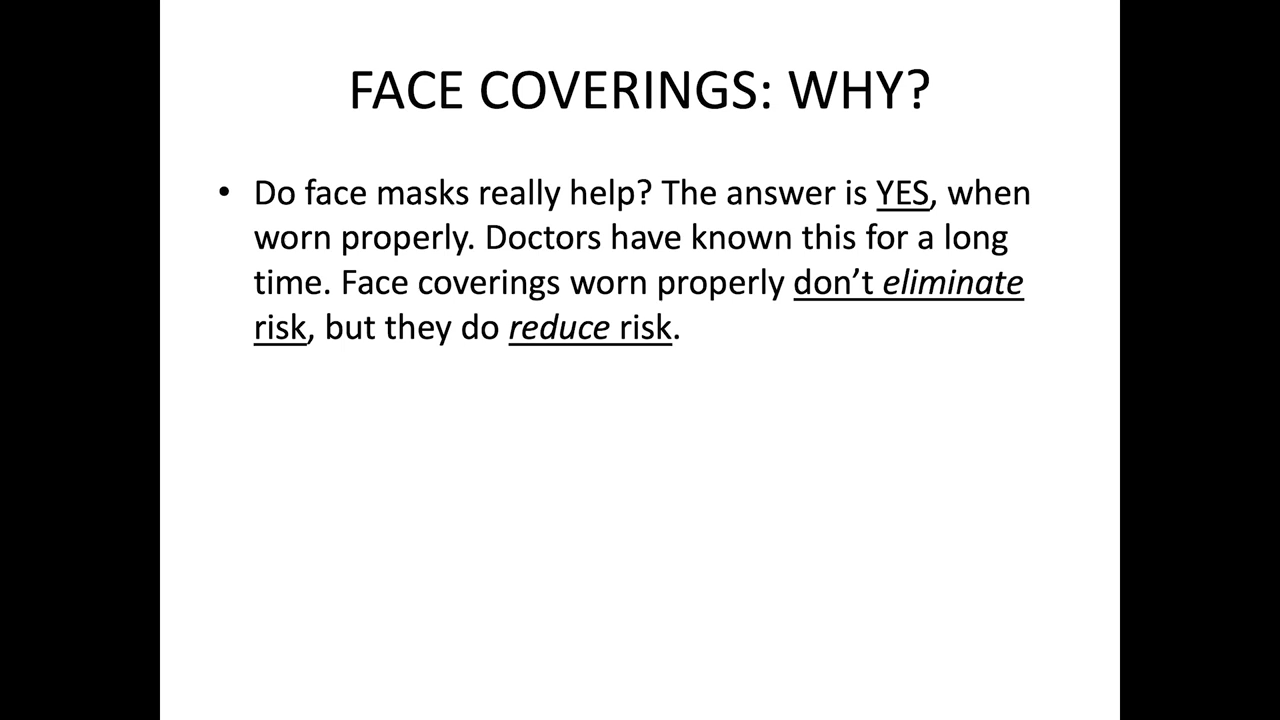 FACE COVERINGS: WHY?
• Do face masks really help? The answer is YES, when
worn properly. Doctors have known this for a long
time. Face coverings worn properly don’t eliminate
risk, but they do reduce risk.